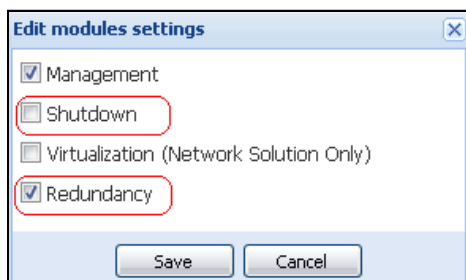 Edit modules settings
Management
Shutdown
Virtualization (Network Solution Only)
Redundancy
Save Cancel